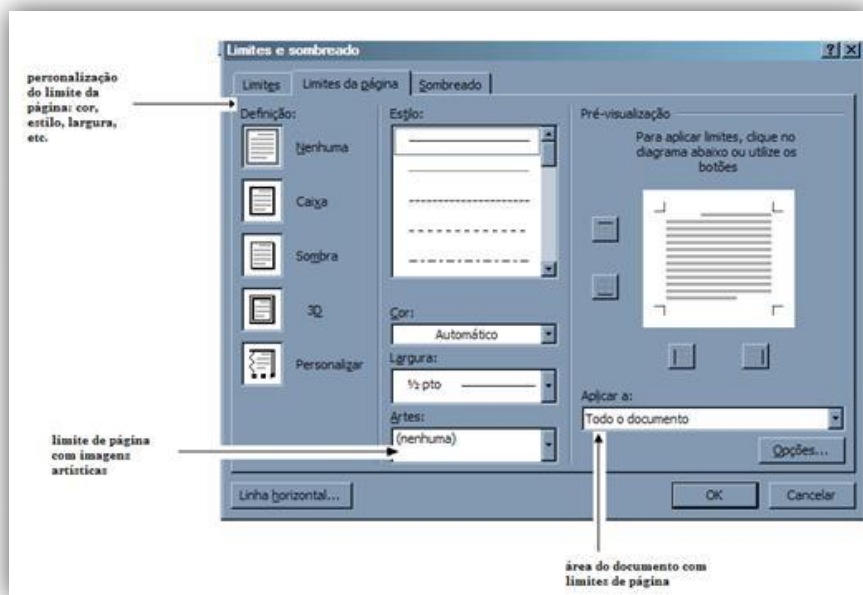 Limites e sombreado
personalização
do limite da
página: cor,
estilo, largura,
etc.
Limites
Limites da página
Sombreado
Definição:
Nenhuma
Caixa
Sombra
3D
Personalizar
Estilo:
Cor:
Automático
Largura:
½ pto
Artes:
(nenhuma)
Pré-visualização
Para aplicar limites, clique no
diagrama abaixo ou utilize os
botões
Aplicar a:
Todo o documento
Opções...
limite de página
com imagens
artísticas
Linha horizontal...
OK
Cancelar
área do documento com
limites de página